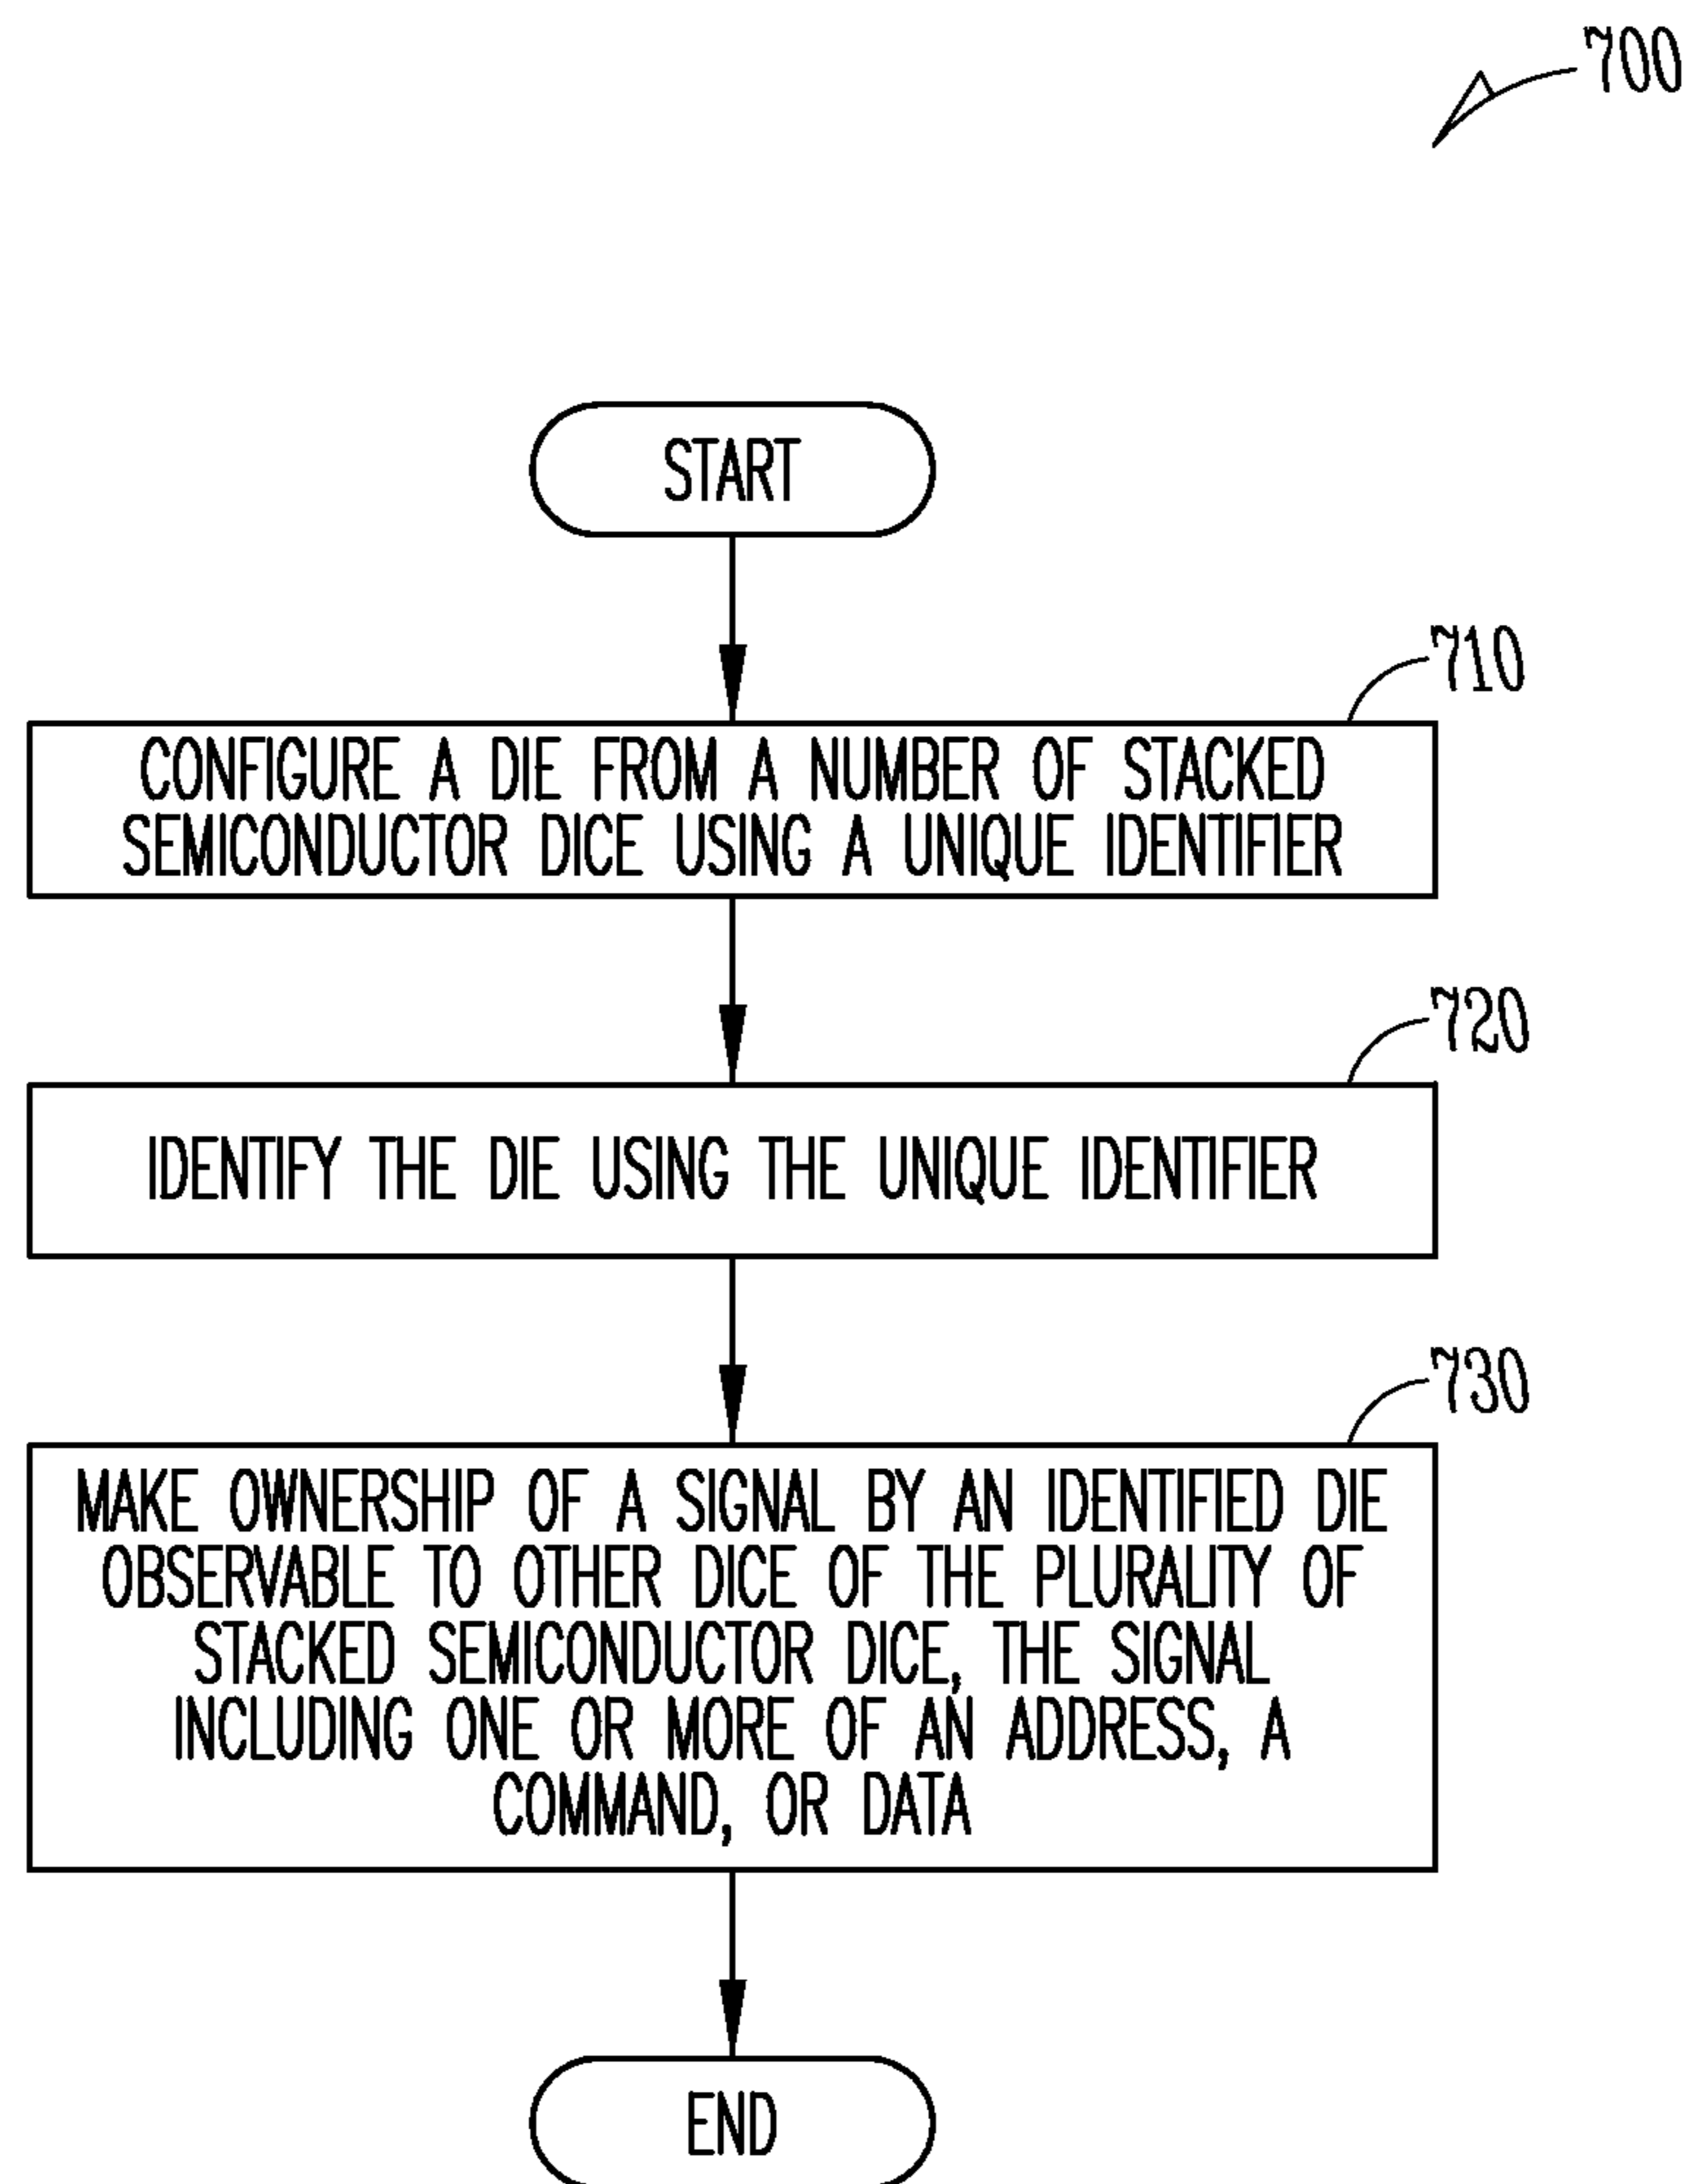 700
START
710
CONFIGURE A DIE FROM A NUMBER OF STACKED
SEMICONDUCTOR DICE USING A UNIQUE IDENTIFIER
720
IDENTIFY THE DIE USING THE UNIQUE IDENTIFIER
730
MAKE OWNERSHIP OF A SIGNAL BY AN IDENTIFIED DIE
OBSERVABLE TO OTHER DICE OF THE PLURALITY OF
STACKED SEMICONDUCTOR DICE, THE SIGNAL
INCLUDING ONE OR MORE OF AN ADDRESS, A
COMMAND, OR DATA
END